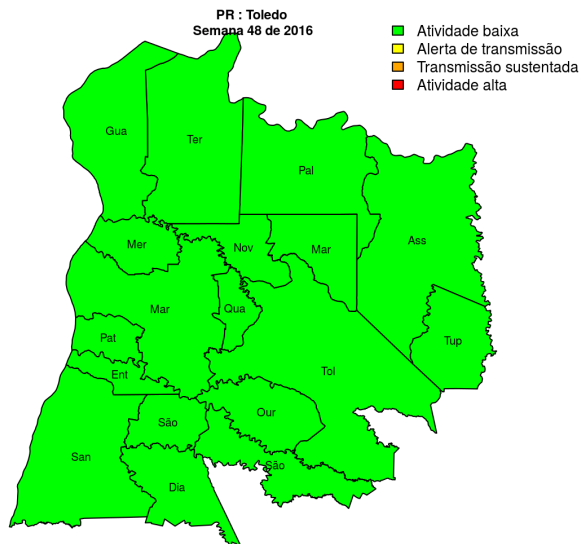 PR : Toledo
Semana 48 de 2016
Atividade baixa
Alerta de transmissão
Transmissão sustentada
Atividade alta
Gua
Ter
Pal
Mer
Nov
Mar
Ass
Mar
Qua
Pat
Tup
Ent
Tol
São
Our
San
São
Dia